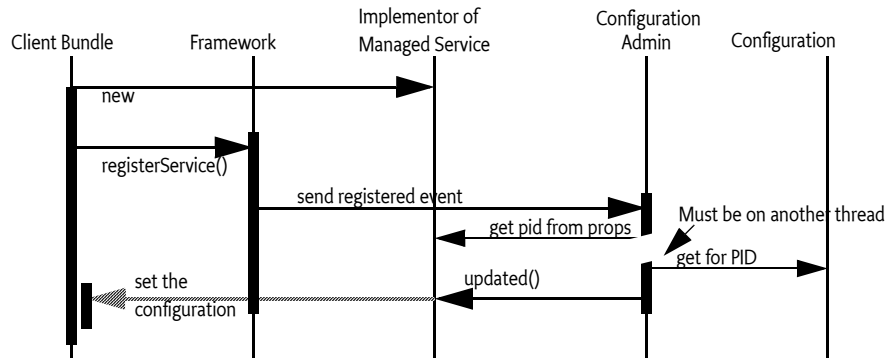 Implementor of
Configuration
Client Bundle
Framework
Managed Service
Admin
Configuration
new
registerService()
send registered event
Must be on another thread
get pid from props
get for PID
set the
updated()
configuration